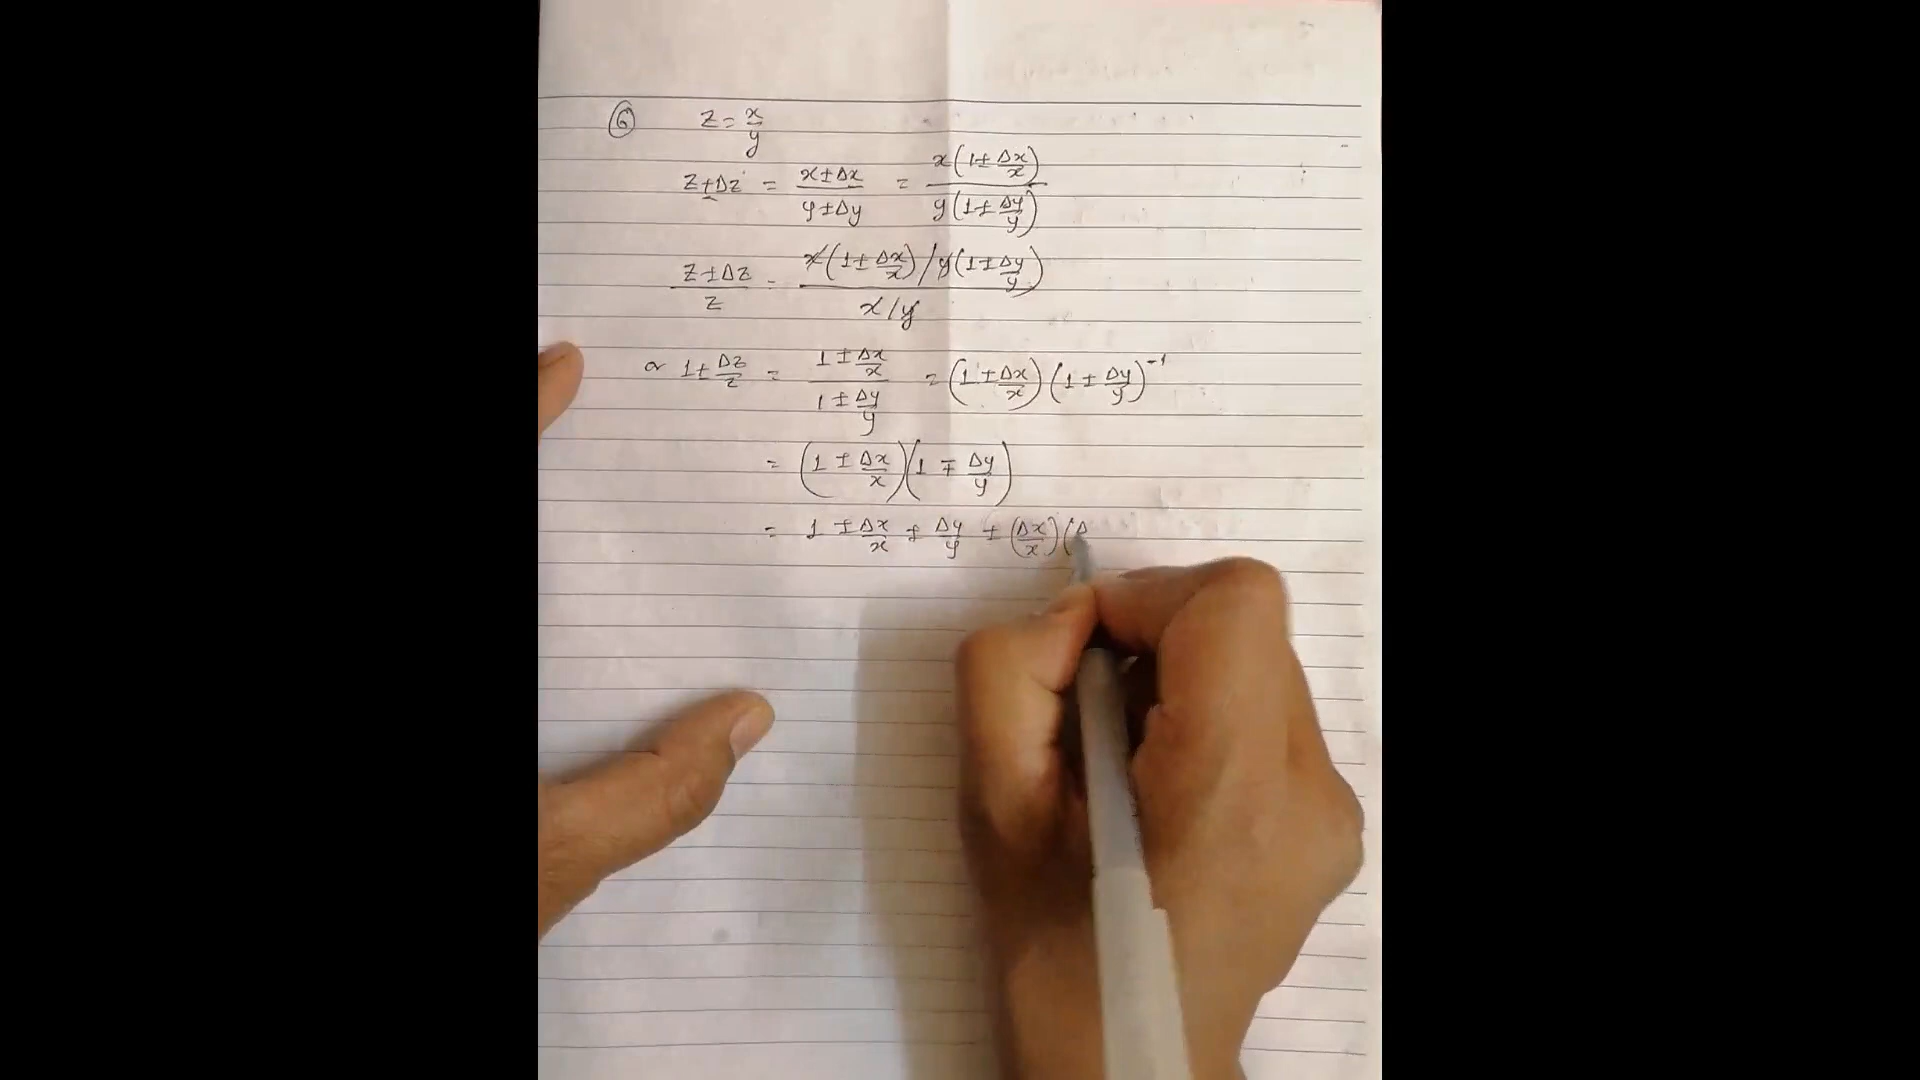 ⑥ z = x/y
z ± Δz = (x ± Δx)/(y ± Δy) = x(1 ± Δx/x)/y(1 ± Δy/y)
(z ± Δz)/z = (x(1 ± Δx/x)/y(1 ± Δy/y))/(x/y)
or 1 ± Δz/z = (1 ± Δx/x)/(1 ± Δy/y) = (1 ± Δx/x)(1 ± Δy/y)⁻¹
= (1 ± Δx/x)(1 ∓ Δy/y)
= 1 ± Δx/x ± Δy/y ± (Δx/x)(Δ